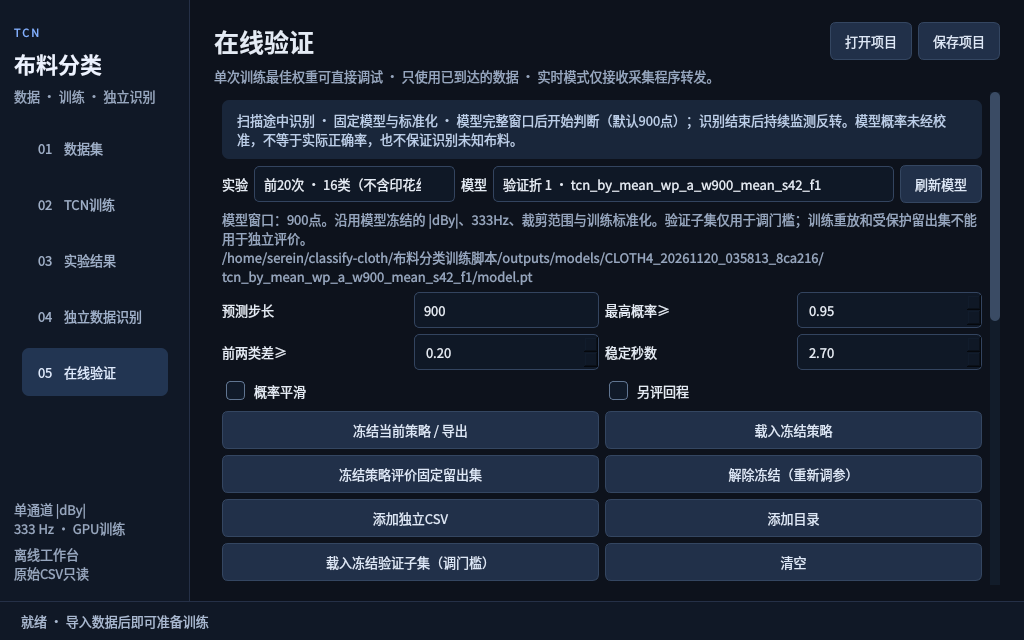 TCN
布料分类
数据 · 训练 · 独立识别
01 数据集
02 TCN训练
03 实验结果
04 独立数据识别
05 在线验证
单通道 |dBy|
333 Hz · GPU训练
离线工作台
原始CSV只读
在线验证
打开项目
保存项目
单次训练最佳权重可直接调试 · 只使用已到达的数据 · 实时模式仅接收采集程序转发。
扫描途中识别 · 固定模型与标准化 · 模型完整窗口后开始判断（默认900点）；识别结束后持续监测反转。模型概率未经校
准，不等于实际正确率，也不保证识别未知布料。
实验 前20次 · 16类（不含印花 模型 验证折 1 · tcn_by_mean_wp_a_w900_mean_s42_f1 刷新模型
模型窗口：900点。沿用模型冻结的 |dBy|、333Hz、裁剪范围与训练标准化。验证子集仅用于调门槛；训练重放和受保护留出集不能
用于独立评价。
/home/serein/classify-cloth/布料分类训练脚本/outputs/models/CLOTH4_20261120_035813_8ca216/
tcn_by_mean_wp_a_w900_mean_s42_f1/model.pt
预测步长 900 最高概率≥ 0.95
前两类差≥ 0.20 稳定秒数 2.70
概率平滑 另评回程
冻结当前策略 / 导出 载入冻结策略
冻结策略评价固定留出集 解除冻结（重新调参）
添加独立CSV 添加目录
载入冻结验证子集（调门槛） 清空
就绪 · 导入数据后即可准备训练